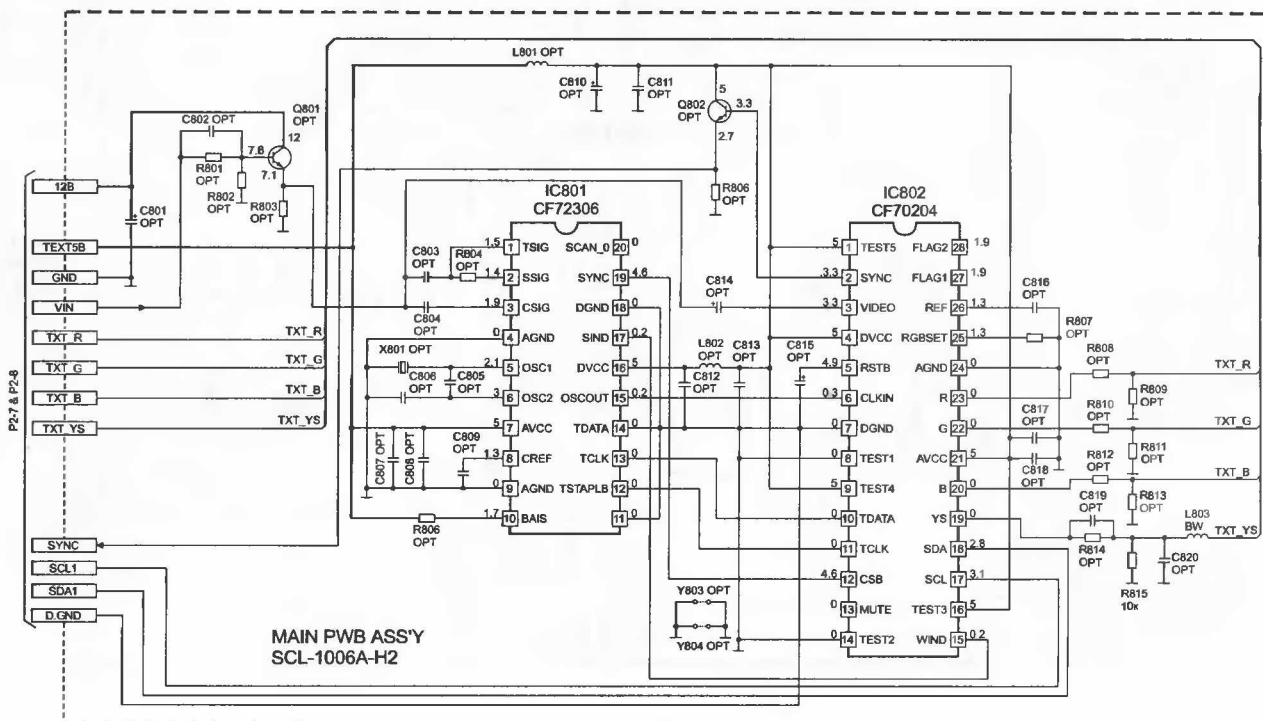 L801 OPT
C810
OPT
C811
OPT
5
3.3
Q802
OPT
2.7
R806
OPT
Q801
OPT
12
C802 OPT
7.6
7.1
R801
OPT
R802
OPT
R803
OPT
C801
OPT
P2-7 & P2-8
12B
TEXT5B
GND
VIN
TXT_R
TXT_G
TXT_B
TXT_YS
SYNC
SCL1
SDA1
D.GND
TXT_R
TXT_G
TXT_B
TXT_YS
C803
OPT
R804
OPT
C804
OPT
X801 OPT
C806
OPT
C805
OPT
C807 OPT
C808 OPT
C809
OPT
R806
OPT
IC801
CF72306
1.5 1 TSIG SCAN_0 20 0
1.4 2 SSIG SYNC 19 4.6
1.9 3 CSIG DGND 18 0
0 4 AGND SIND 17 0.2
2.1 5 OSC1 DVCC 16 5
3 6 OSC2 OSCOUT 15 0.2
5 7 AVCC TDATA 14 0
1.3 8 CREF TCLK 13 0
0 9 AGND TSTAPLB 12 0
1.7 10 BAIS 11 0
C814
OPT
L802
OPT
C813
OPT
C815
OPT
C812
OPT
IC802
CF70204
5 1 TEST5 FLAG2 28 1.9
3.3 2 SYNC FLAG1 27 1.9
3.3 3 VIDEO REF 26 1.3
4 DVCC RGBSET 25 1.3
4.9 5 RSTB AGND 24 0
0.3 6 CLKIN R 23 0
7 DGND G 22 0
0 8 TEST1 AVCC 21 5
5 9 TEST4 B 20 0
0 10 TDATA YS 19 0
0 11 TCLK SDA 18 2.8
4.6 12 CSB SCL 17 3.1
0 13 MUTE TEST3 16 5
0 14 TEST2 WIND 15 0.2
C816
OPT
R807
OPT
R808
OPT
TXT_R
R809
OPT
R810
OPT
TXT_G
C817
OPT
R811
OPT
C818
OPT
R812
OPT
TXT_B
R813
OPT
C819
OPT
L803
BW
TXT_YS
R814
OPT
C820
OPT
R815
10K
Y803 OPT
Y804 OPT
MAIN PWB ASS'Y
SCL-1006A-H2